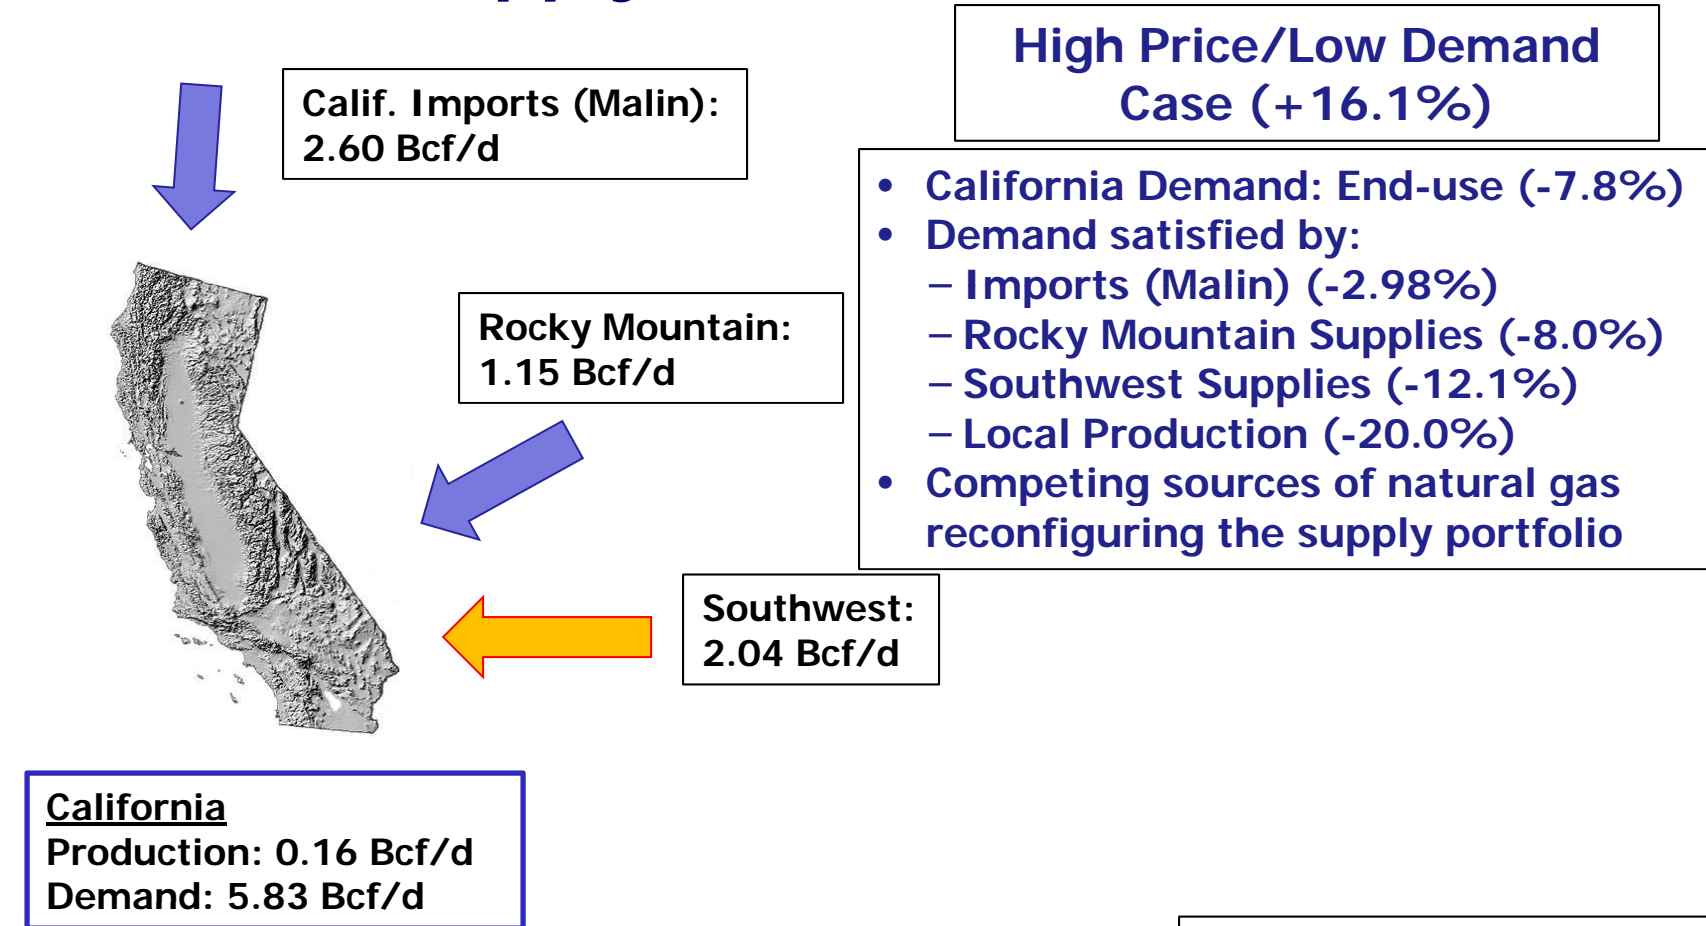 High Price/Low Demand
Case (+16.1%)
Calif. Imports (Malin):
2.60 Bcf/d
• California Demand: End-use (-7.8%)
• Demand satisfied by:
– Imports (Malin) (-2.98%)
– Rocky Mountain Supplies (-8.0%)
– Southwest Supplies (-12.1%)
– Local Production (-20.0%)
• Competing sources of natural gas
reconfiguring the supply portfolio
Rocky Mountain:
1.15 Bcf/d
Southwest:
2.04 Bcf/d
California
Production: 0.16 Bcf/d
Demand: 5.83 Bcf/d